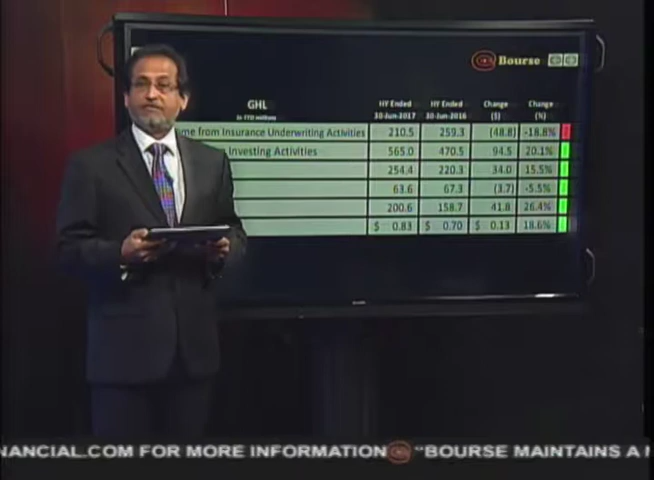 Bourse
GHL
In TTD millions
HY Ended
30-Jun-2017
HY Ended
30-Jun-2016
Change
($)
Change
(%)
me from Insurance Underwriting Activities 210.5 259.3 (48.8) -18.8%
Investing Activities 565.0 470.5 94.5 20.1%
254.4 220.3 34.0 15.5%
63.6 67.3 (3.7) -5.5%
200.6 158.7 41.8 26.4%
$ 0.83 $ 0.70 $ 0.13 18.6%
NANCIAL.COM FOR MORE INFORMATION "BOURSE MAINTAINS A